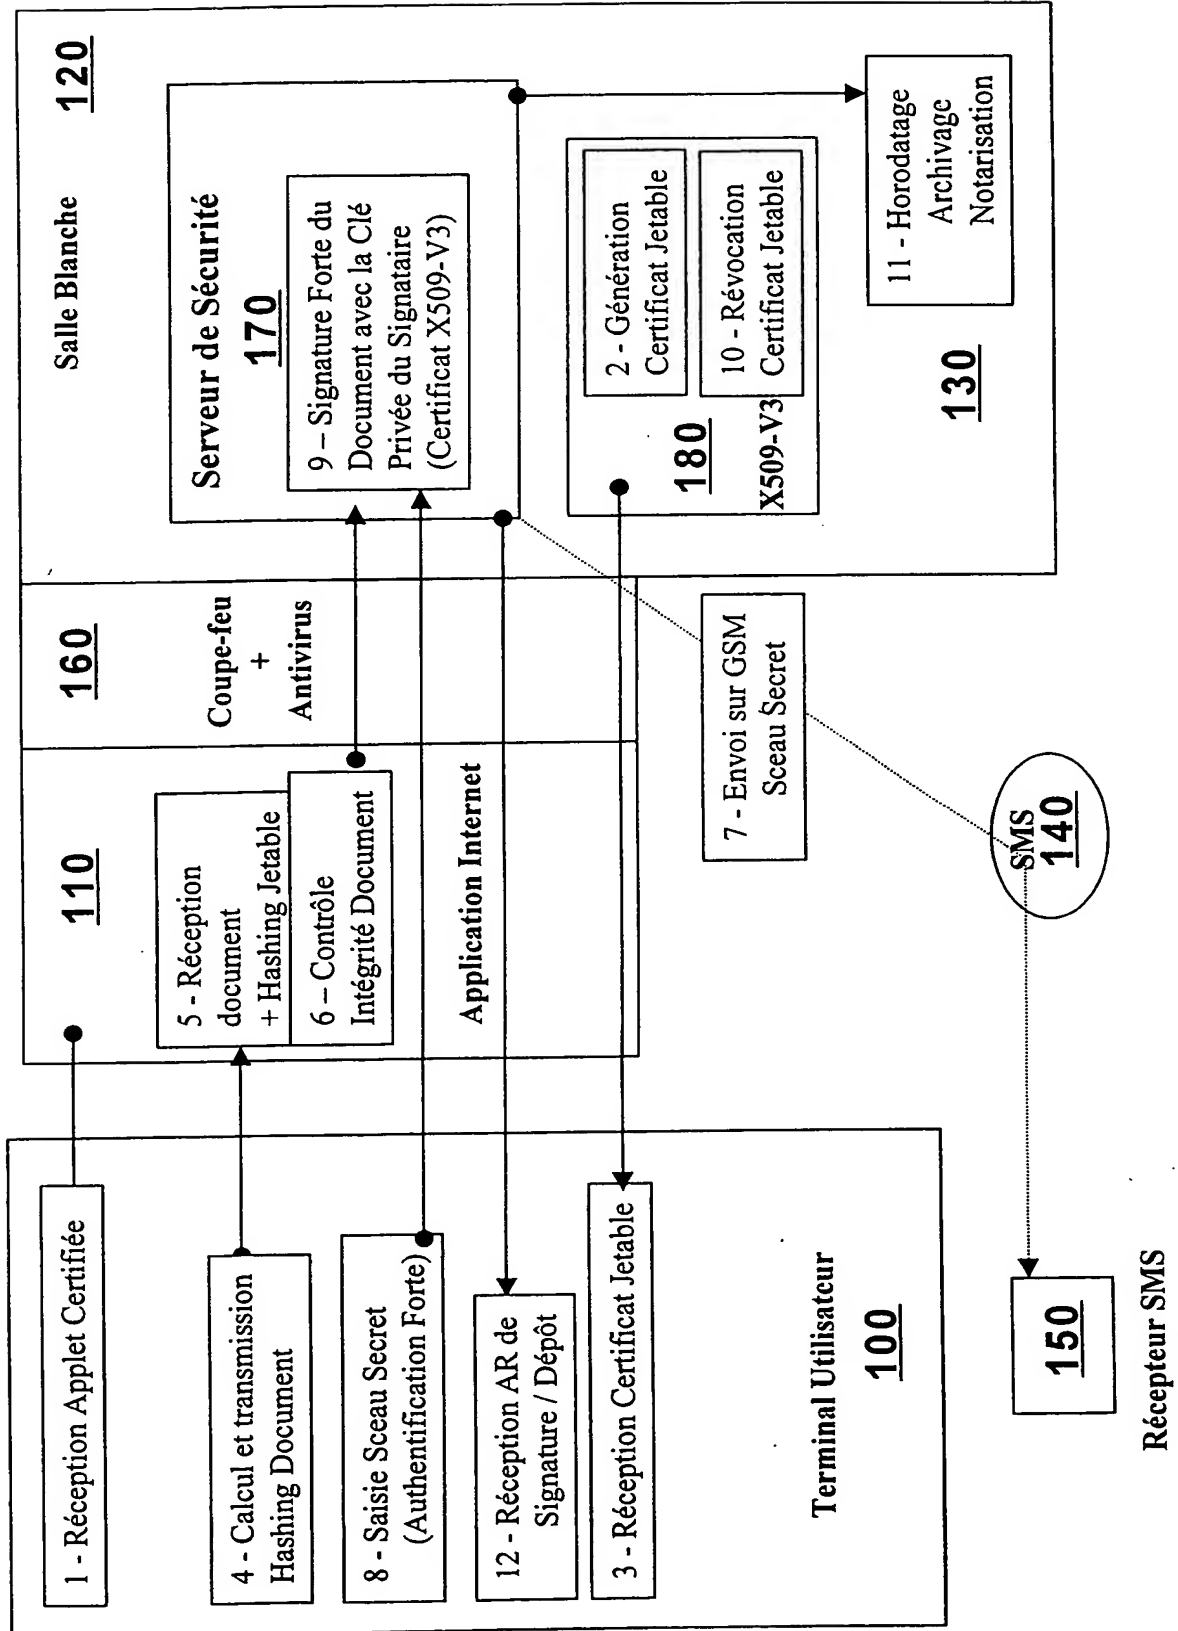 1 - Réception Applet Certifiée
4 - Calcul et transmission
Hashing Document
8 - Saisie Sceau Secret
(Authentification Forte)
12 - Réception AR de
Signature / Dépôt
3 - Réception Certificat Jetable
Terminal Utilisateur
100
110
5 - Réception
document
+ Hashing Jetable
6 – Contrôle
Intégrité Document
Application Internet
160
Coupe-feu
+
Antivirus
Salle Blanche
120
Serveur de Sécurité
170
9 – Signature Forte du
Document avec la Clé
Privée du Signataire
(Certificat X509-V3)
2 - Génération
Certificat Jetable
10 - Révocation
Certificat Jetable
180
X509-V3
130
11 - Horodatage
Archivage
Notarisation
7 - Envoi sur GSM
Sceau Secret
SMS
140
150
Récepteur SMS